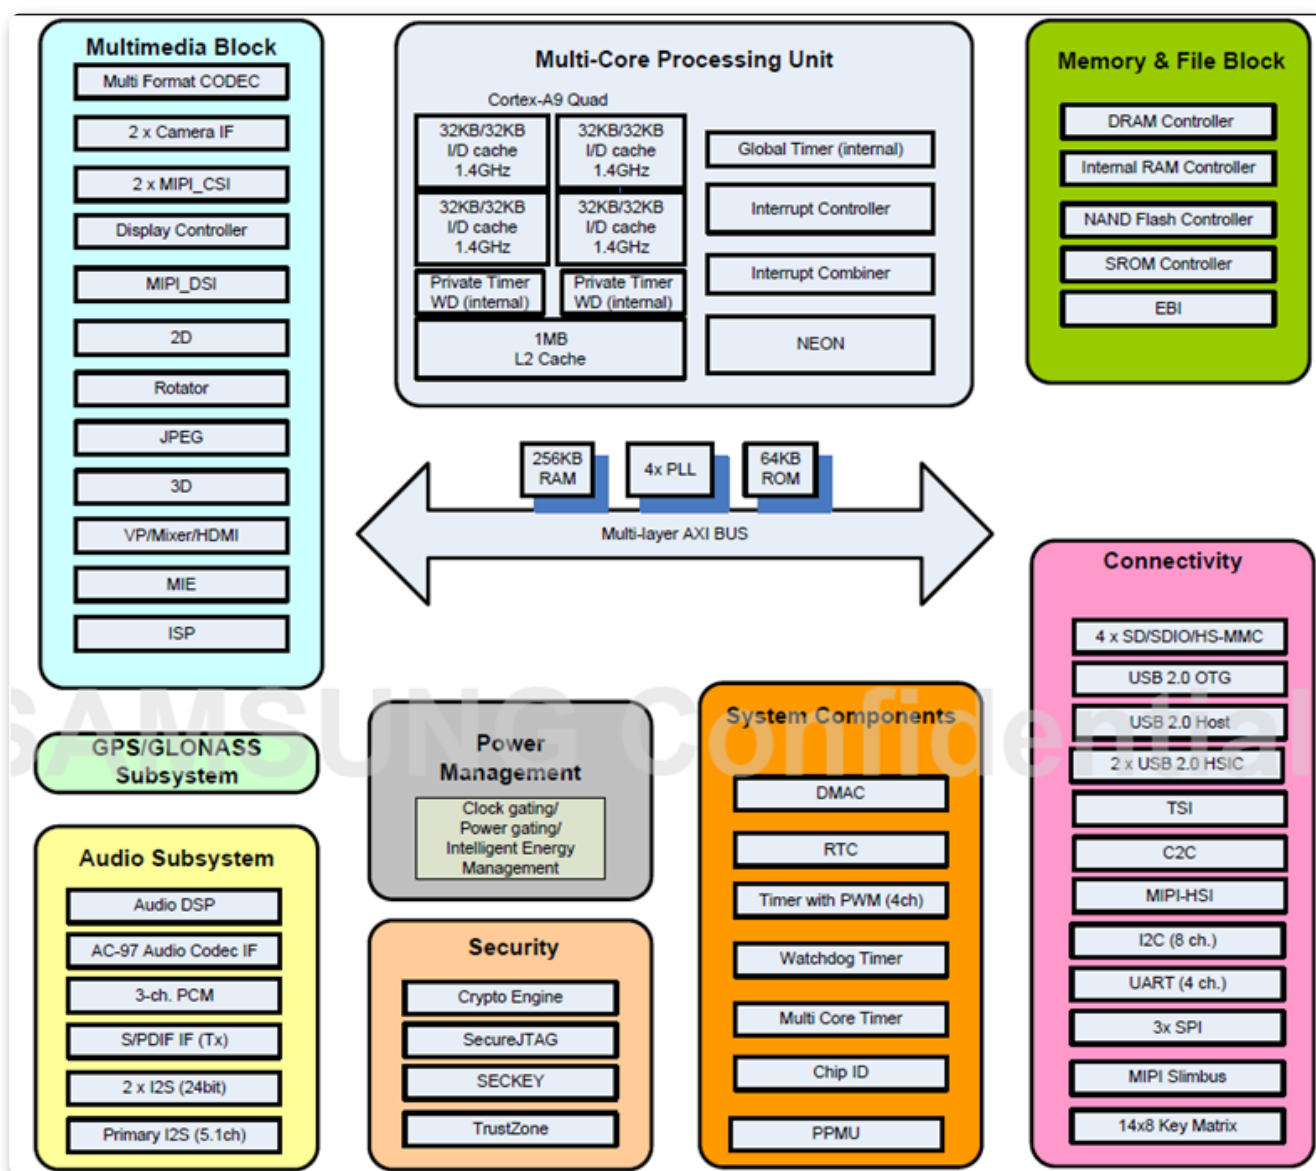 Multimedia Block
Multi Format CODEC
2 x Camera IF
2 x MIPI_CSI
Display Controller
MIPI_DSI
2D
Rotator
JPEG
3D
VP/Mixer/HDMI
MIE
ISP
Multi-Core Processing Unit
Cortex-A9 Quad
32KB/32KB
I/D cache
1.4GHz
32KB/32KB
I/D cache
1.4GHz
32KB/32KB
I/D cache
1.4GHz
32KB/32KB
I/D cache
1.4GHz
Private Timer
WD (internal)
Private Timer
WD (internal)
1MB
L2 Cache
Global Timer (internal)
Interrupt Controller
Interrupt Combiner
NEON
Memory & File Block
DRAM Controller
Internal RAM Controller
NAND Flash Controller
SROM Controller
EBI
256KB
RAM
4x PLL
64KB
ROM
Multi-layer AXI BUS
SAMSUNG Confidential
GPS/GLONASS
Subsystem
Audio Subsystem
Audio DSP
AC-97 Audio Codec IF
3-ch. PCM
S/PDIF IF (Tx)
2 x I2S (24bit)
Primary I2S (5.1ch)
Power
Management
Clock gating/
Power gating/
Intelligent Energy
Management
Security
Crypto Engine
SecureJTAG
SECKEY
TrustZone
System Components
DMAC
RTC
Timer with PWM (4ch)
Watchdog Timer
Multi Core Timer
Chip ID
PPMU
Connectivity
4 x SD/SDIO/HS-MMC
USB 2.0 OTG
USB 2.0 Host
2 x USB 2.0 HSIC
TSI
C2C
MIPI-HSI
I2C (8 ch.)
UART (4 ch.)
3x SPI
MIPI Slimbus
14x8 Key Matrix